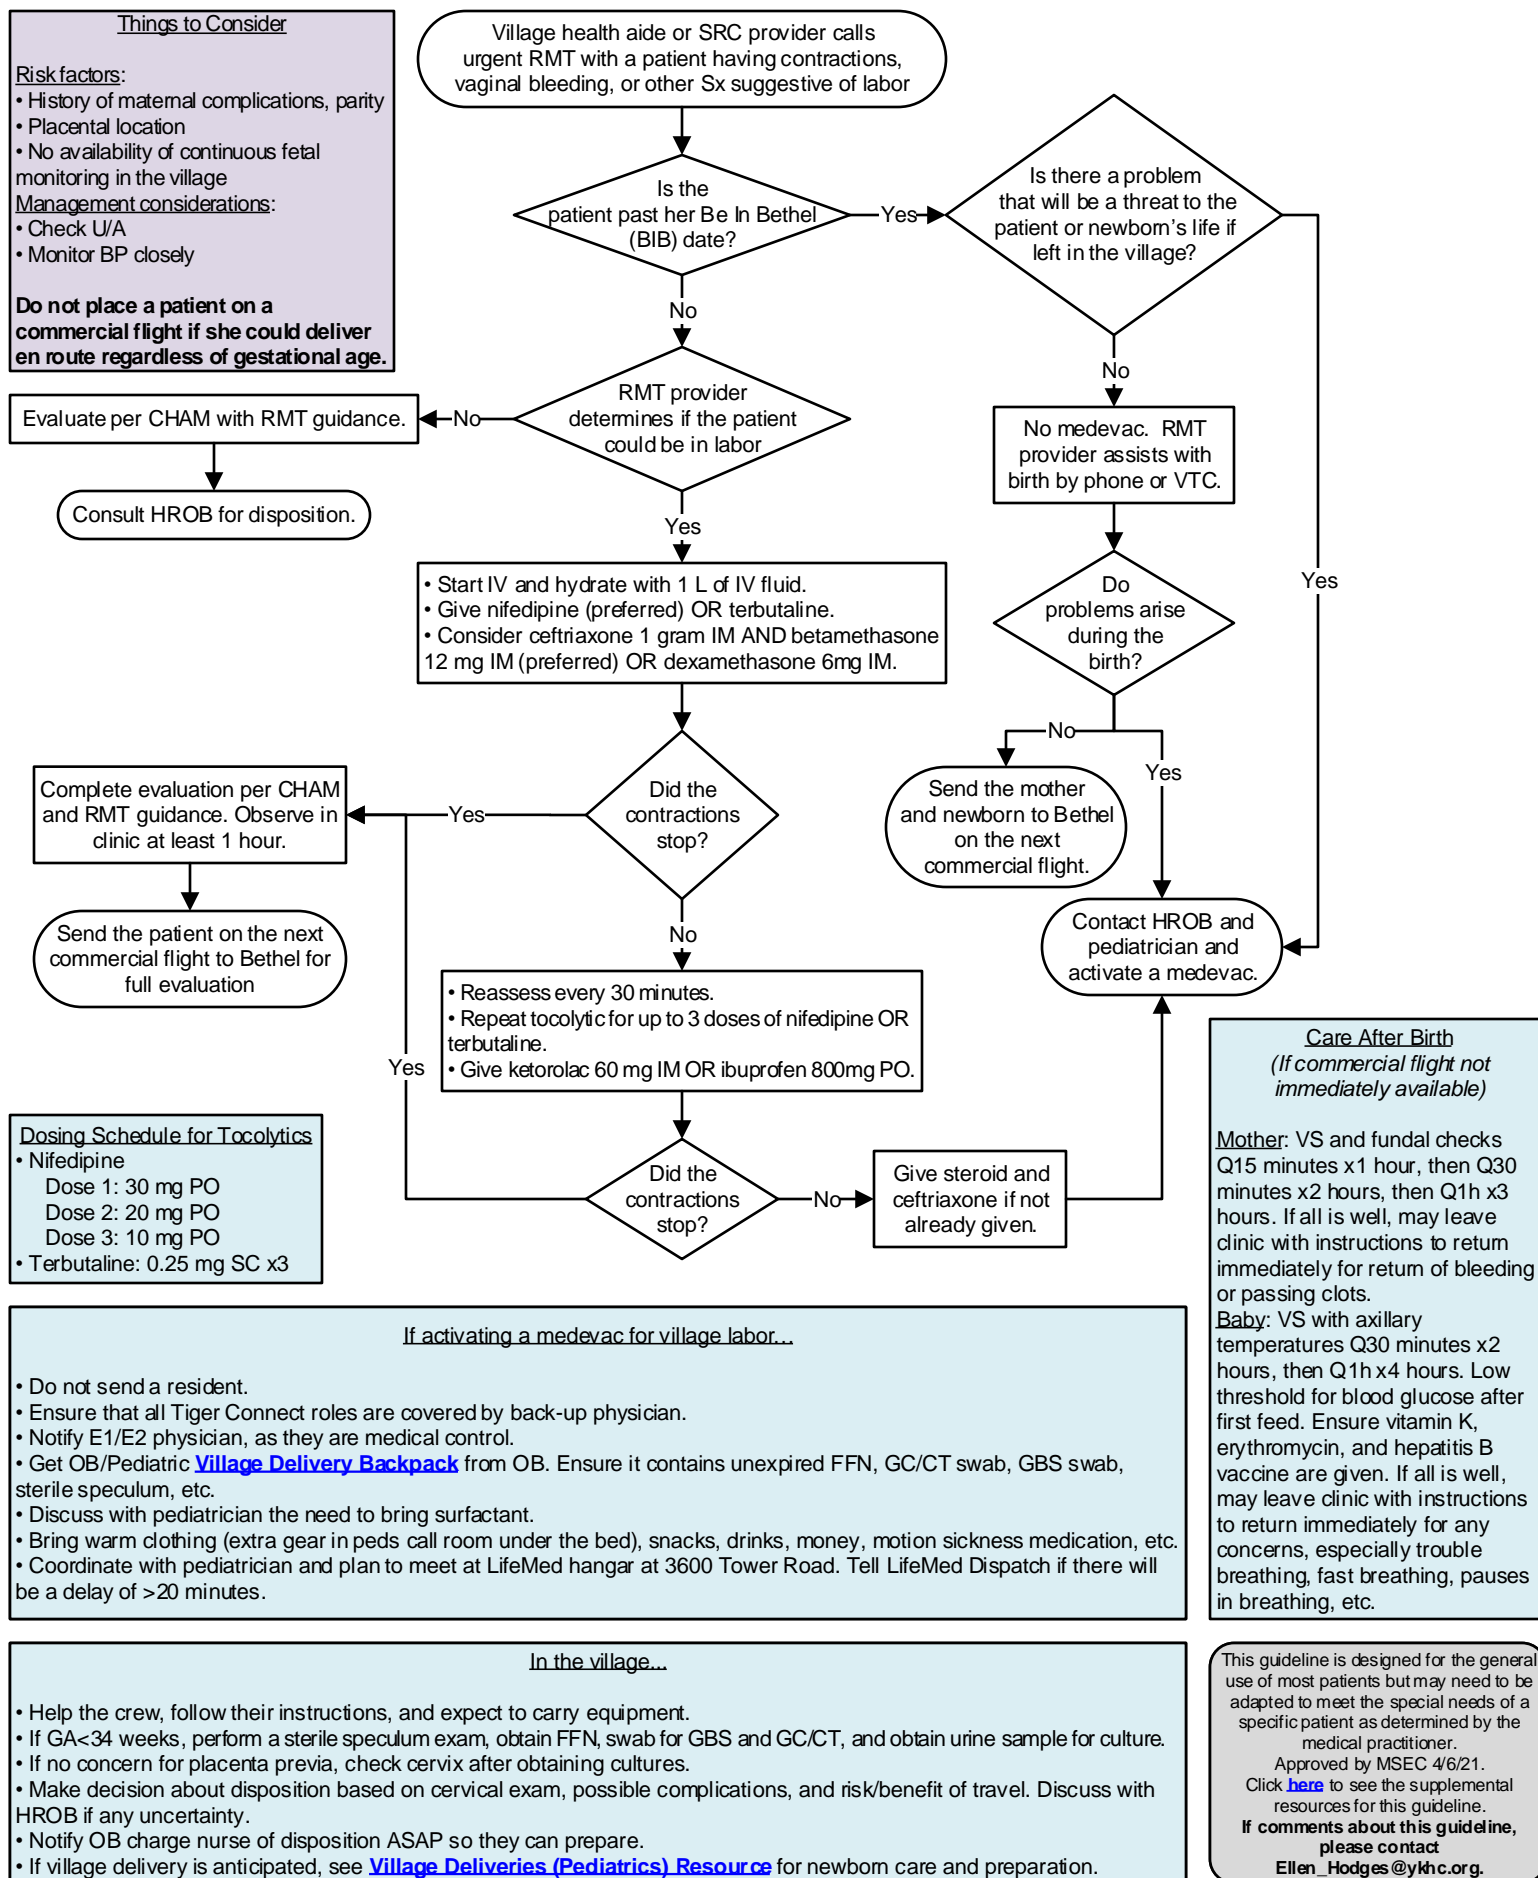 Things to Consider
Risk factors:
• History of maternal complications, parity
• Placental location
• No availability of continuous fetal
monitoring in the village
Management considerations:
• Check U/A
• Monitor BP closely
Do not place a patient on a
commercial flight if she could deliver
en route regardless of gestational age.
Village health aide or SRC provider calls
urgent RMT with a patient having contractions,
vaginal bleeding, or other Sx suggestive of labor
Is the
patient past her Be In Bethel
(BIB) date?
Yes
Is there a problem
that will be a threat to the
patient or newborn's life if
left in the village?
No
No
Yes
RMT provider
determines if the patient
could be in labor
No
Evaluate per CHAM with RMT guidance.
Consult HROB for disposition.
Yes
No medevac. RMT
provider assists with
birth by phone or VTC.
Do
problems arise
during the
birth?
No
Yes
Send the mother
and newborn to Bethel
on the next
commercial flight.
Contact HROB and
pediatrician and
activate a medevac.
• Start IV and hydrate with 1 L of IV fluid.
• Give nifedipine (preferred) OR terbutaline.
• Consider ceftriaxone 1 gram IM AND betamethasone
12 mg IM (preferred) OR dexamethasone 6mg IM.
Did the
contractions
stop?
Yes
Complete evaluation per CHAM
and RMT guidance. Observe in
clinic at least 1 hour.
Send the patient on the next
commercial flight to Bethel for
full evaluation
No
• Reassess every 30 minutes.
• Repeat tocolytic for up to 3 doses of nifedipine OR
terbutaline.
• Give ketorolac 60 mg IM OR ibuprofen 800mg PO.
Yes
Did the
contractions
stop?
No
Give steroid and
ceftriaxone if not
already given.
Dosing Schedule for Tocolytics
• Nifedipine
Dose 1: 30 mg PO
Dose 2: 20 mg PO
Dose 3: 10 mg PO
• Terbutaline: 0.25 mg SC x3
Care After Birth
(If commercial flight not
immediately available)
Mother: VS and fundal checks
Q15 minutes x1 hour, then Q30
minutes x2 hours, then Q1h x3
hours. If all is well, may leave
clinic with instructions to return
immediately for return of bleeding
or passing clots.
Baby: VS with axillary
temperatures Q30 minutes x2
hours, then Q1h x4 hours. Low
threshold for blood glucose after
first feed. Ensure vitamin K,
erythromycin, and hepatitis B
vaccine are given. If all is well,
may leave clinic with instructions
to return immediately for any
concerns, especially trouble
breathing, fast breathing, pauses
in breathing, etc.
If activating a medevac for village labor...
• Do not send a resident.
• Ensure that all Tiger Connect roles are covered by back-up physician.
• Notify E1/E2 physician, as they are medical control.
• Get OB/Pediatric Village Delivery Backpack from OB. Ensure it contains unexpired FFN, GC/CT swab, GBS swab,
sterile speculum, etc.
• Discuss with pediatrician the need to bring surfactant.
• Bring warm clothing (extra gear in peds call room under the bed), snacks, drinks, money, motion sickness medication, etc.
• Coordinate with pediatrician and plan to meet at LifeMed hangar at 3600 Tower Road. Tell LifeMed Dispatch if there will
be a delay of >20 minutes.
In the village...
• Help the crew, follow their instructions, and expect to carry equipment.
• If GA<34 weeks, perform a sterile speculum exam, obtain FFN, swab for GBS and GC/CT, and obtain urine sample for culture.
• If no concern for placenta previa, check cervix after obtaining cultures.
• Make decision about disposition based on cervical exam, possible complications, and risk/benefit of travel. Discuss with
HROB if any uncertainty.
• Notify OB charge nurse of disposition ASAP so they can prepare.
• If village delivery is anticipated, see Village Deliveries (Pediatrics) Resource for newborn care and preparation.
This guideline is designed for the general
use of most patients but may need to be
adapted to meet the special needs of a
specific patient as determined by the
medical practitioner.
Approved by MSEC 4/6/21.
Click here to see the supplemental
resources for this guideline.
If comments about this guideline,
please contact
Ellen_Hodges@ykhc.org.